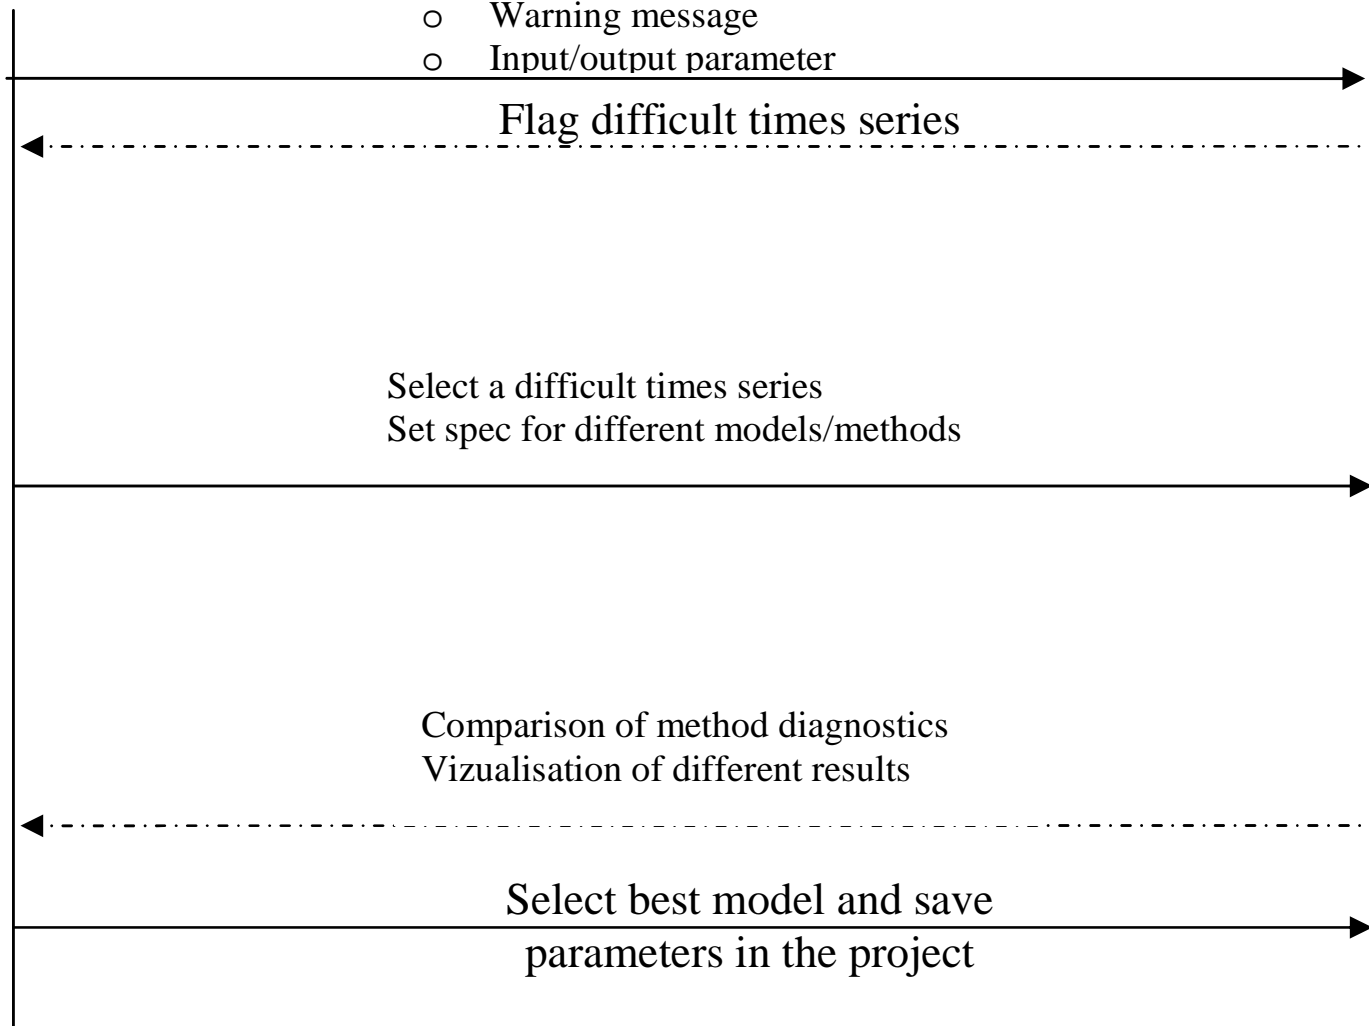 o Warning message
o Input/output parameter
Flag difficult times series
Select a difficult times series
Set spec for different models/methods
Comparison of method diagnostics
Vizualisation of different results
Select best model and save
parameters in the project